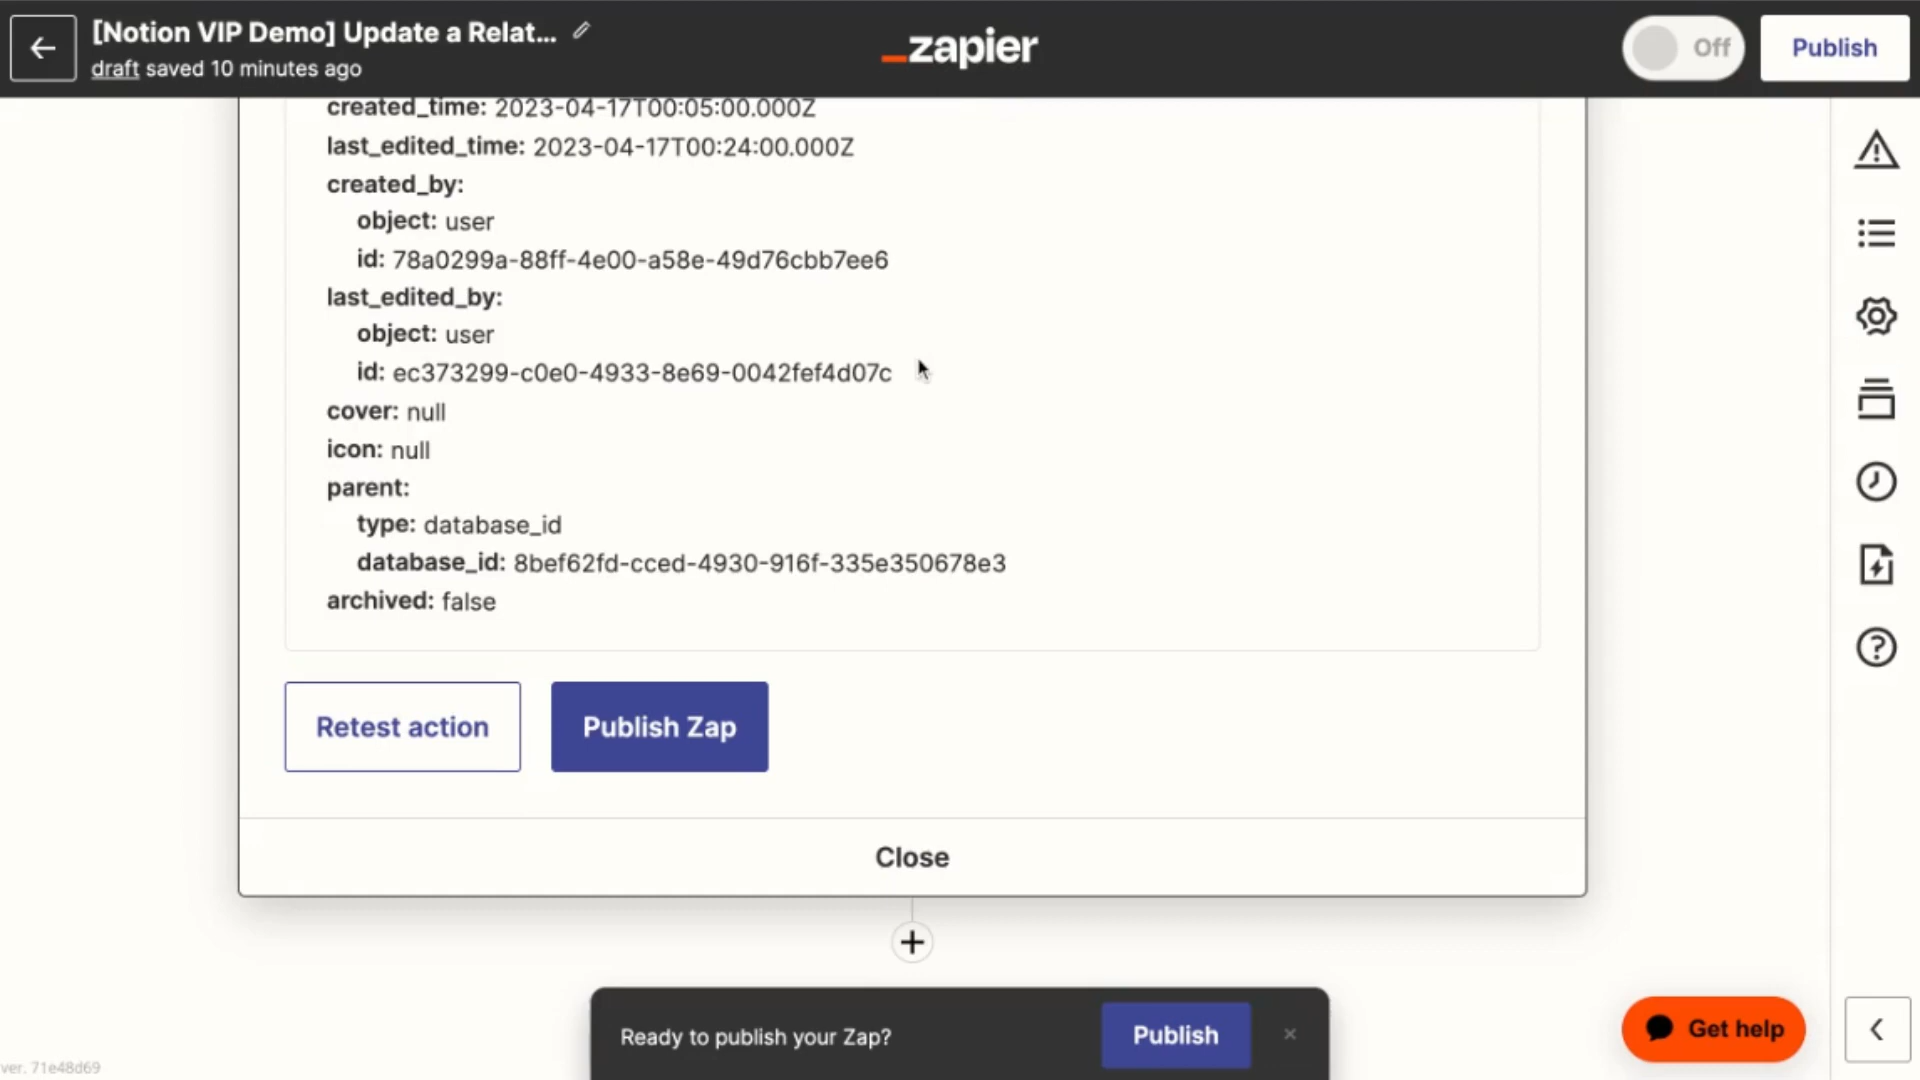 [Notion VIP Demo] Update a Relat...
draft saved 10 minutes ago
_zapier
Off
Publish
created_time: 2023-04-17T00:05:00.000Z
last_edited_time: 2023-04-17T00:24:00.000Z
created_by:
object: user
id: 78a0299a-88ff-4e00-a58e-49d76cbb7ee6
last_edited_by:
object: user
id: ec373299-c0e0-4933-8e69-0042fef4d07c
cover: null
icon: null
parent:
type: database_id
database_id: 8bef62fd-cced-4930-916f-335e350678e3
archived: false
Retest action
Publish Zap
Close
Ready to publish your Zap?
Publish
Get help
ver. 71e48d69